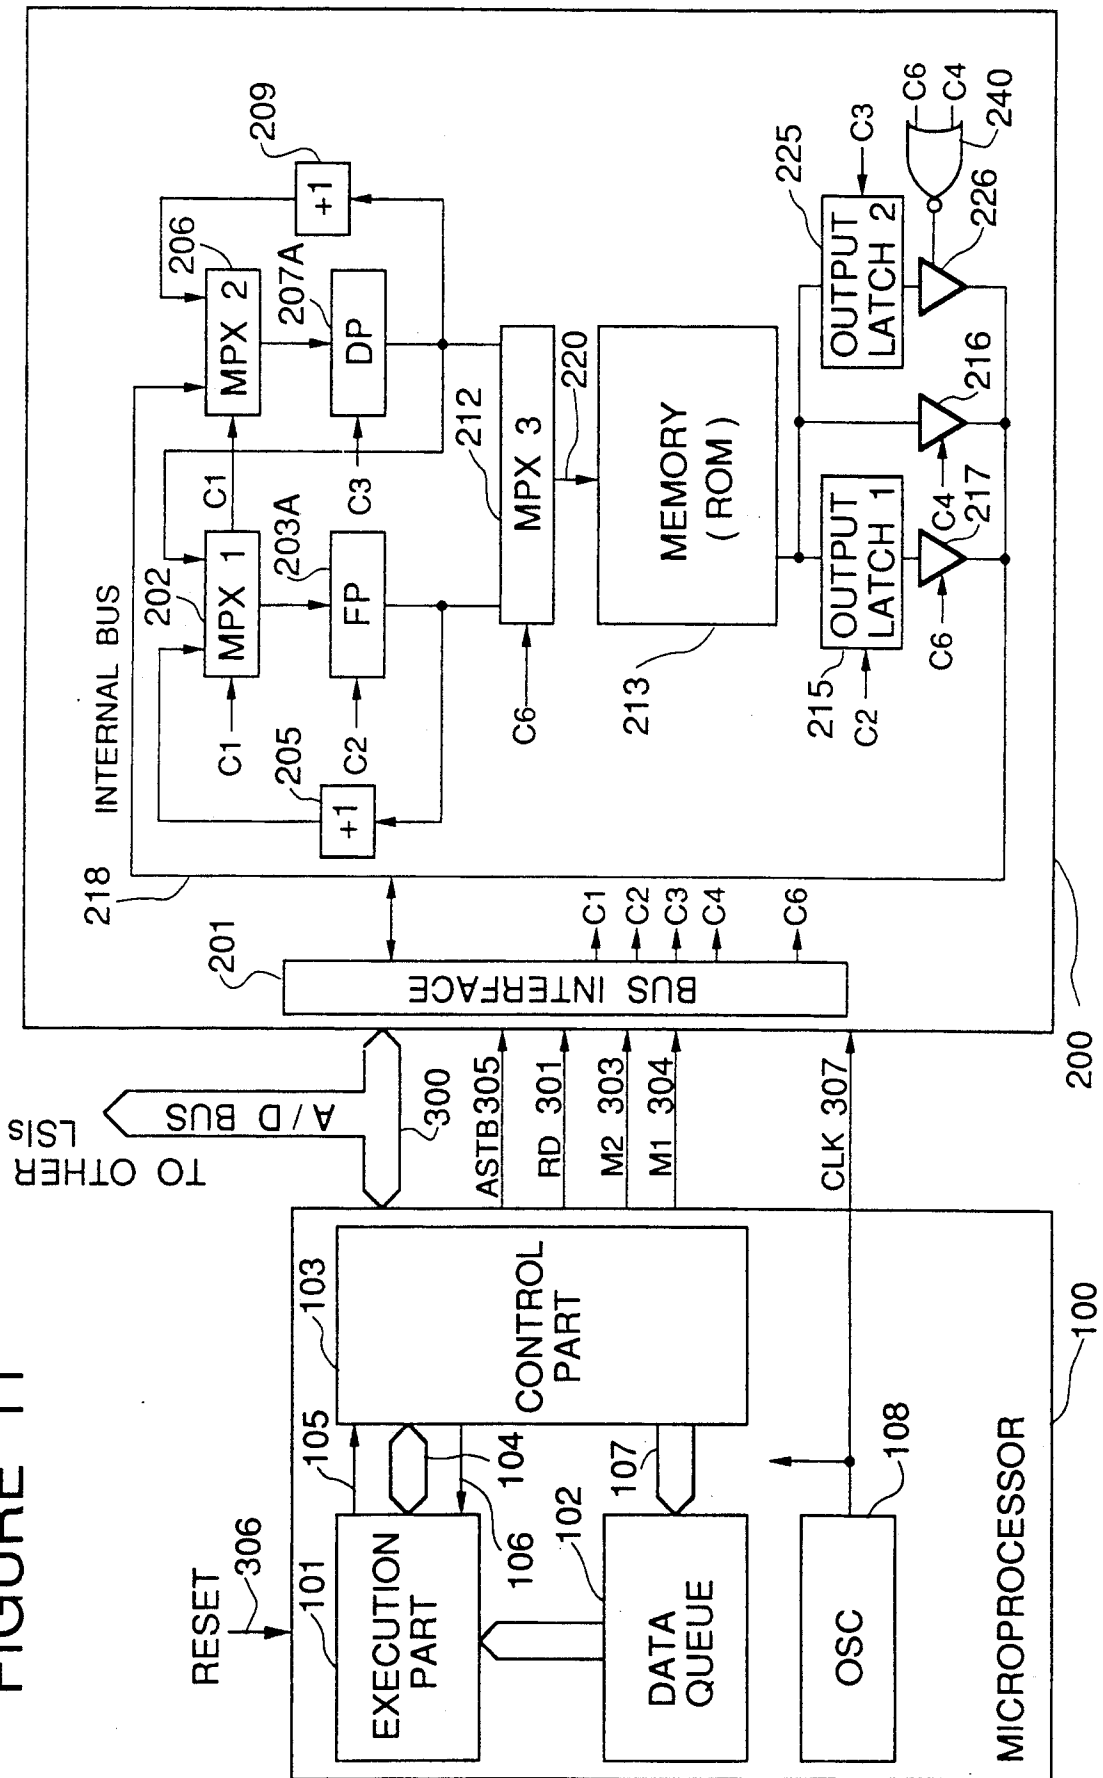 FIGURE 11
RESET
306
101
EXECUTION
PART
105
104
106
103
CONTROL
PART
107
102
DATA
QUEUE
OSC
108
MICROPROCESSOR
100
TO OTHER
LSIs
A/D BUS
300
ASTB305
RD 301
M2 303
M1 304
CLK 307
200
201
BUS INTERFACE
C1
C2
C3
C4
C6
218
INTERNAL BUS
205
+1
202
MPX 1
C1
C1
203A
FP
C2
206
MPX 2
207A
DP
C3
209
+1
212
MPX 3
C6
220
213
MEMORY
(ROM)
215
OUTPUT
LATCH 1
C2
225
OUTPUT
LATCH 2
C3
C6
217
C4
216
226
C6
C4
240